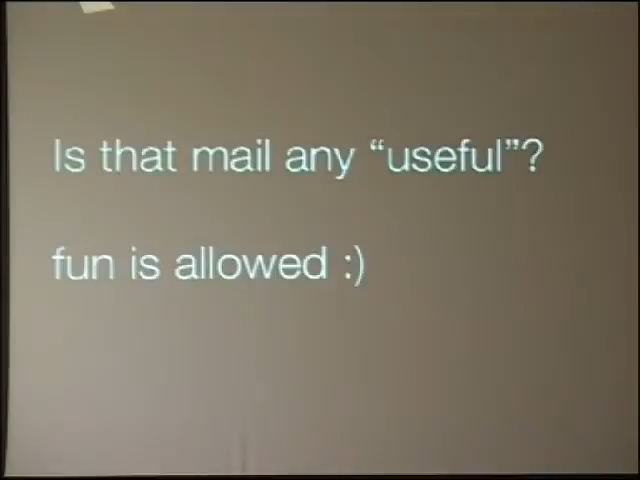 Is that mail any “useful”?
fun is allowed :)